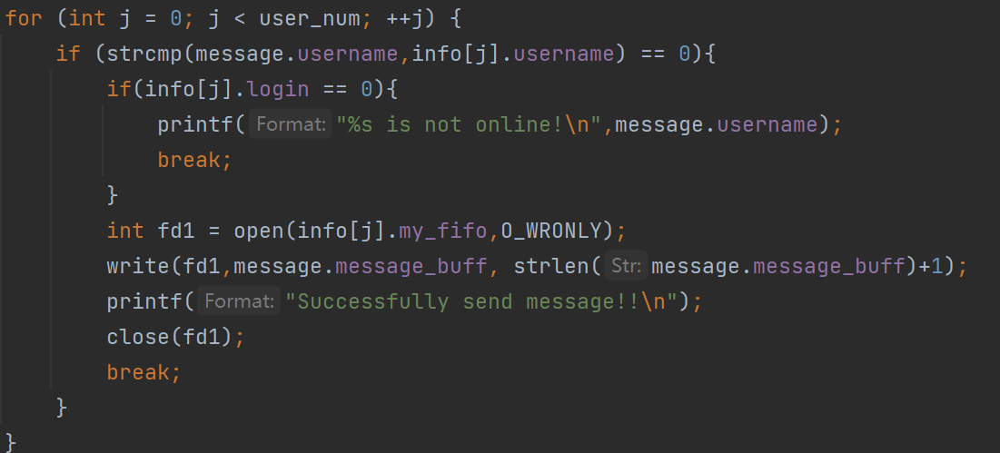 for (int j = 0; j < user_num; ++j) {
if (strcmp(message.username,info[j].username) == 0){
if(info[j].login == 0){
printf( Format: "%s is not online!\n",message.username);
break;
}
int fd1 = open(info[j].my_fifo,O_WRONLY);
write(fd1,message.message_buff, strlen( Str: message.message_buff)+1);
printf( Format: "Successfully send message!!\n");
close(fd1);
break;
}
}